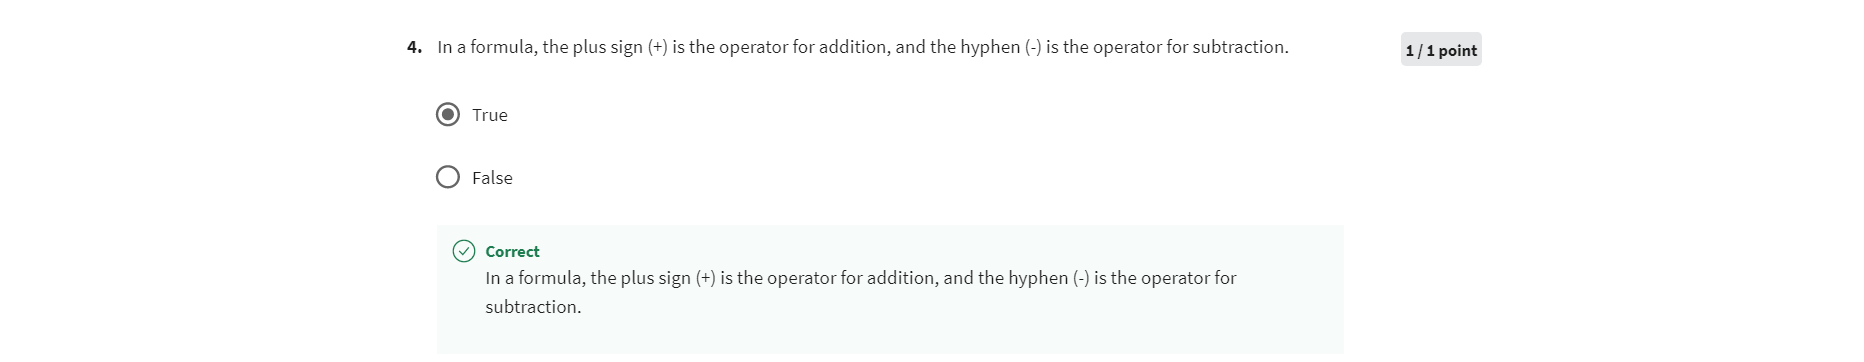 4. In a formula, the plus sign (+) is the operator for addition, and the hyphen (-) is the operator for subtraction.
1 / 1 point
True
False
Correct
In a formula, the plus sign (+) is the operator for addition, and the hyphen (-) is the operator for
subtraction.